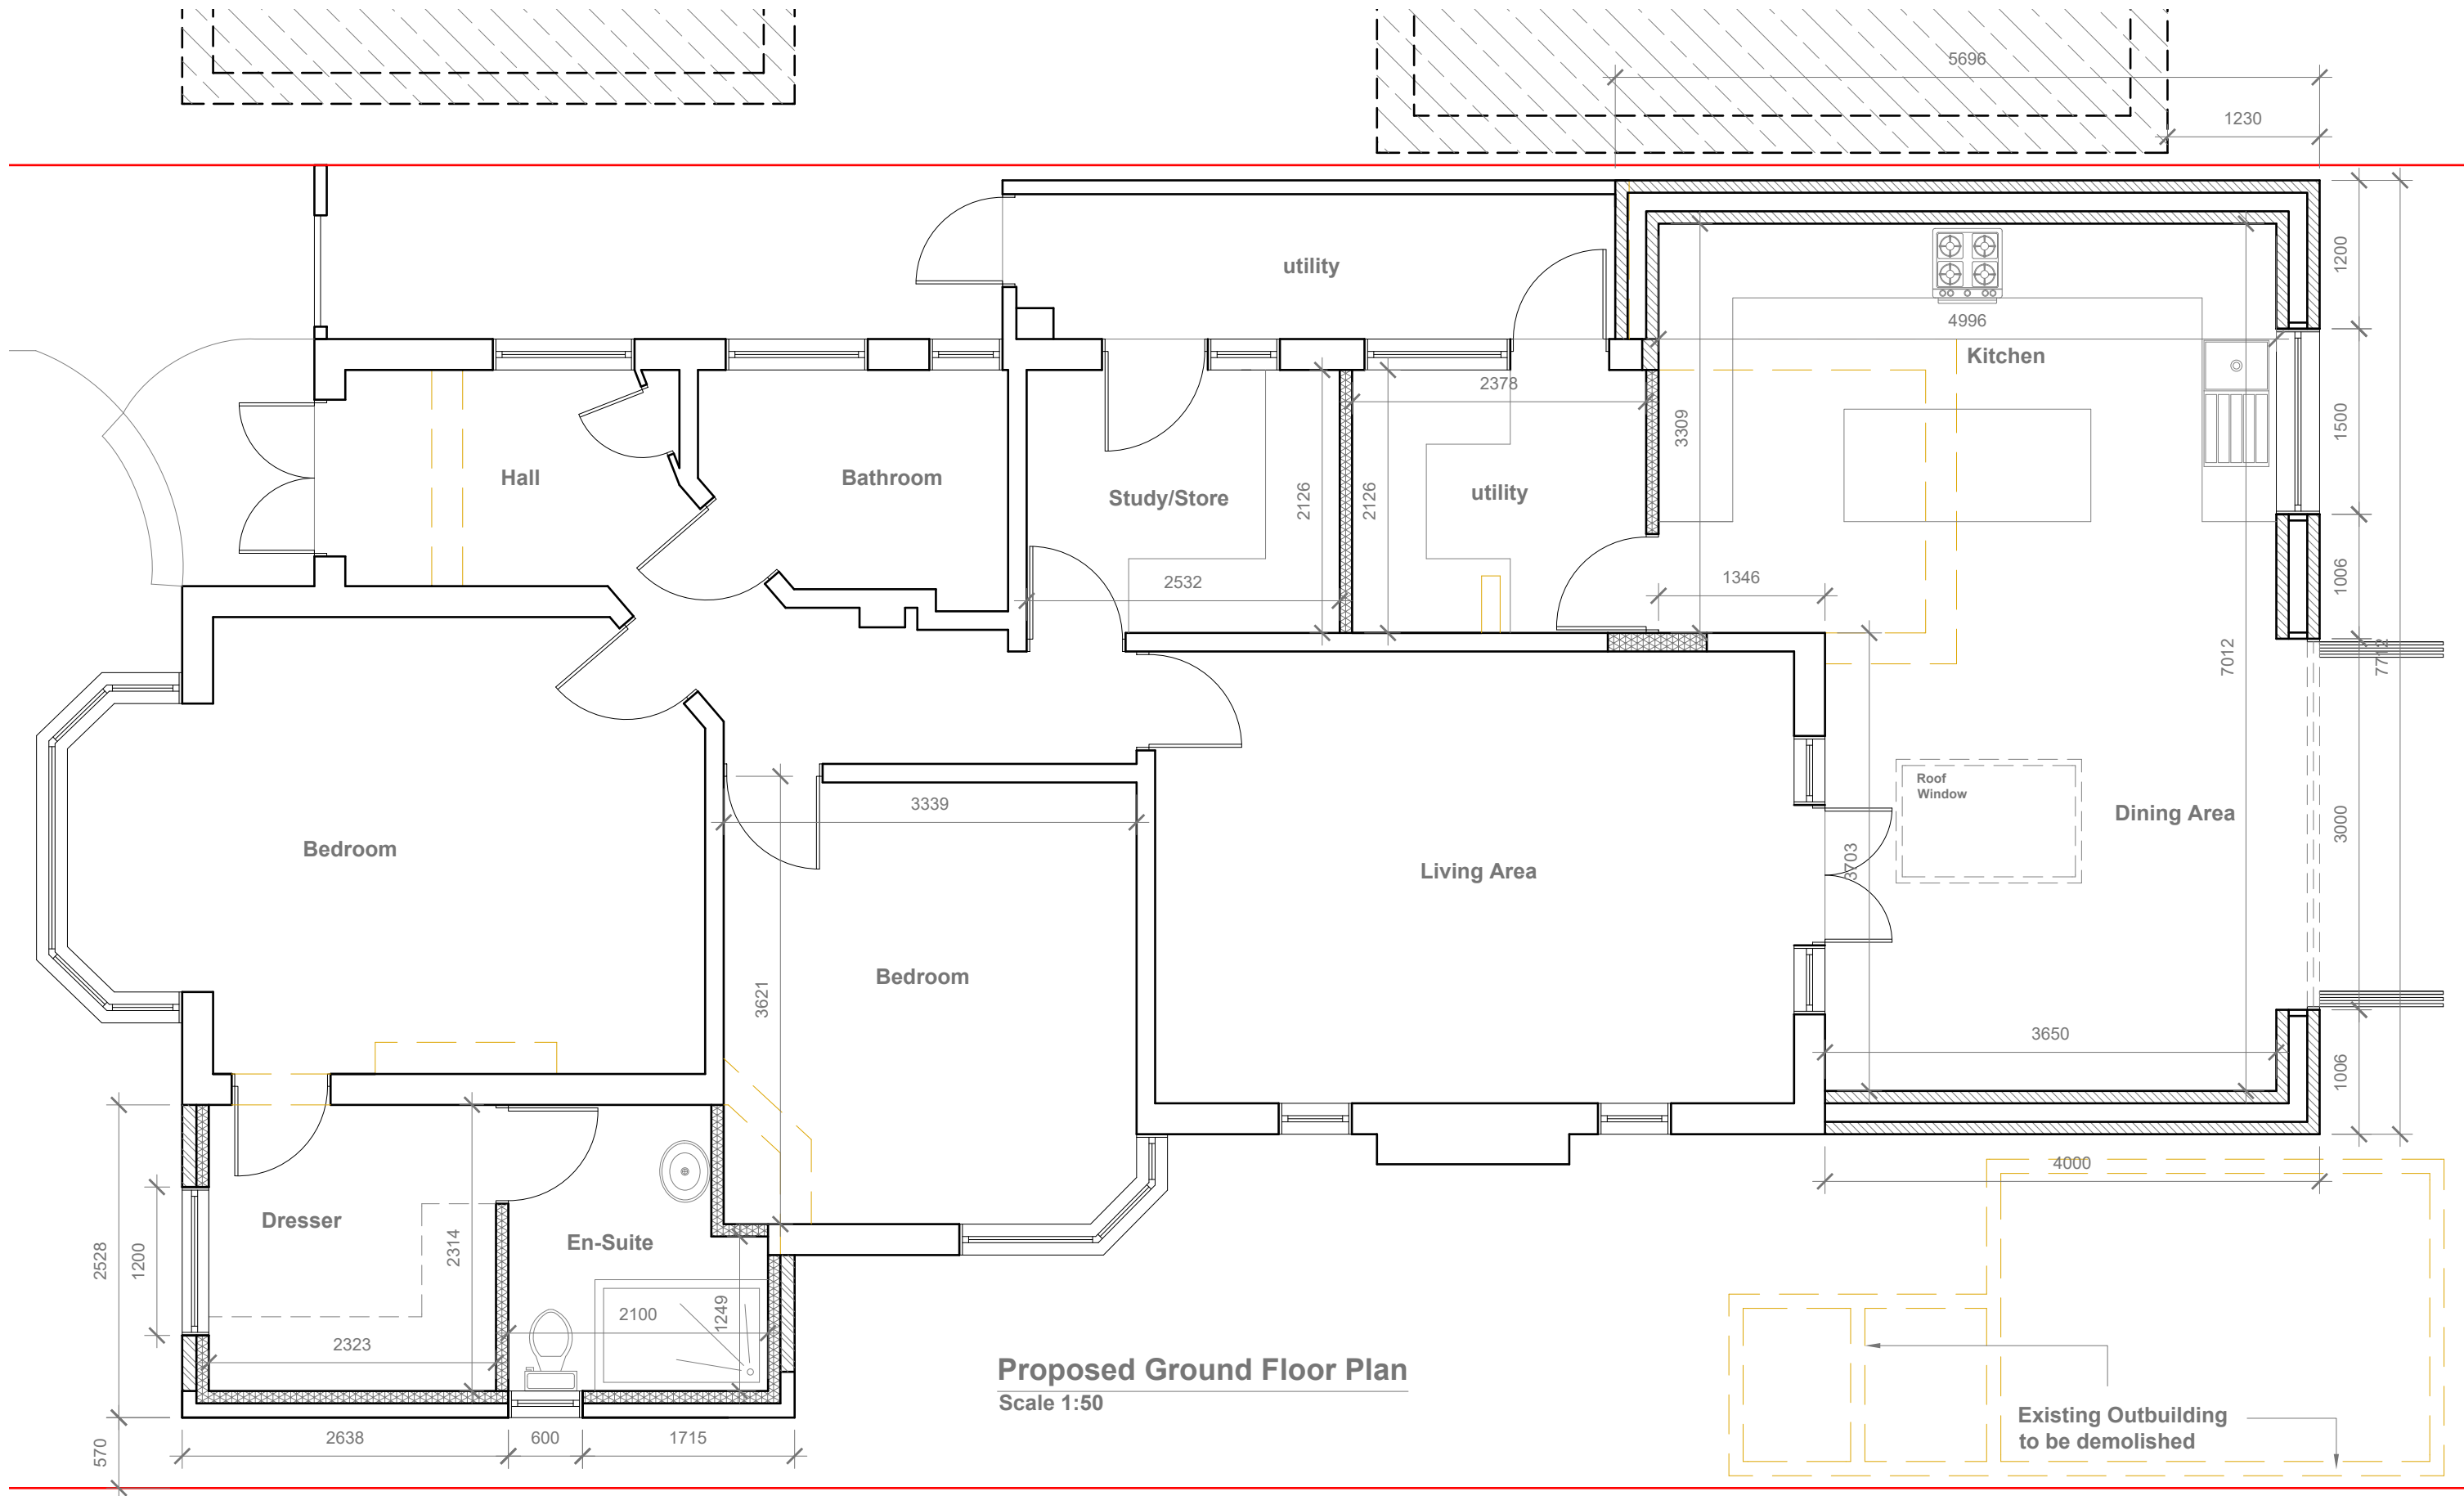 5696
1230
utility
1200
4996
Kitchen
2378
3309
1500
Hall
Bathroom
Study/Store
2126
2126
utility
2532
1346
1006
7012
7712
Roof
Window
3339
3703
Dining Area
3000
Bedroom
Living Area
Bedroom
3621
3650
1006
4000
Dresser
En-Suite
2528
1200
2314
2100
1249
2323
Proposed Ground Floor Plan
Scale 1:50
Existing Outbuilding
to be demolished
2638
600
1715
570